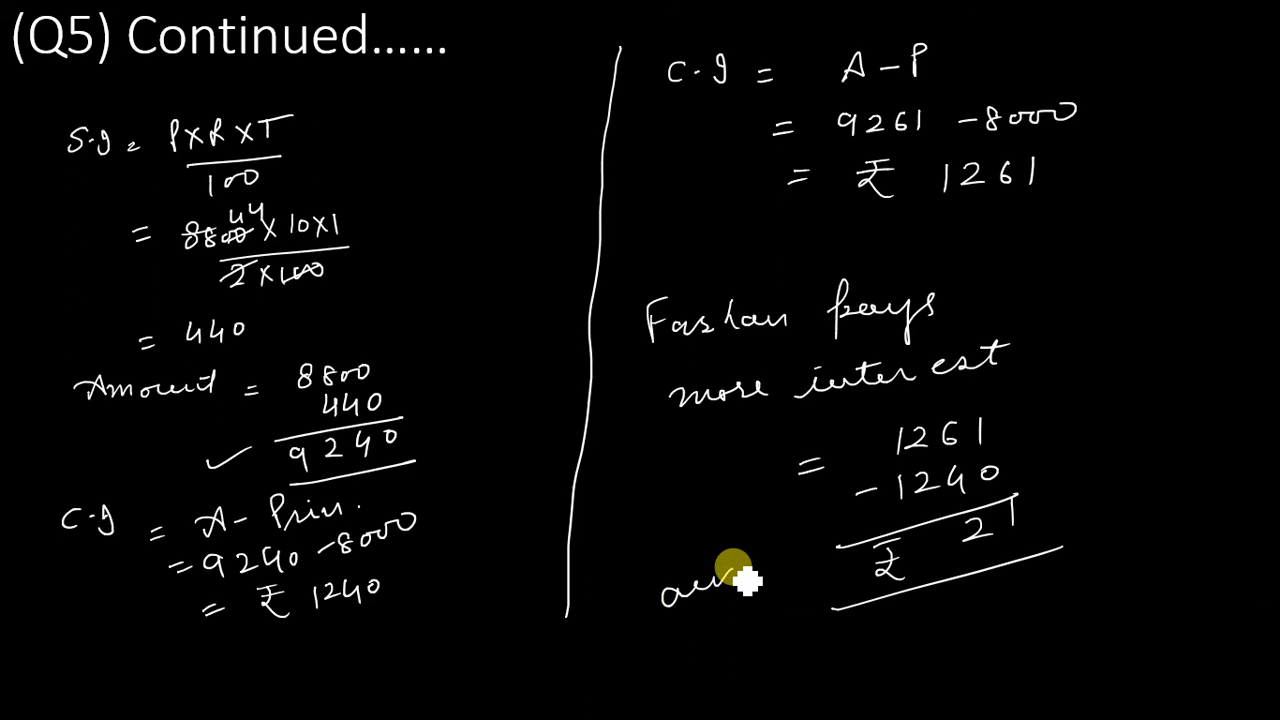 (Q5) Continued......
S.I = P×R×T
100
= 8800 44 × 10×1
2×100
= 440
Amount = 8800
440
✓ 9240
C.I = A - Prin.
= 9240 - 8000
= ₹ 1240
C.I = A - P
= 9261 - 8000
= ₹ 1261
Farhan pays
more interest
= 1261
- 1240
₹ 21